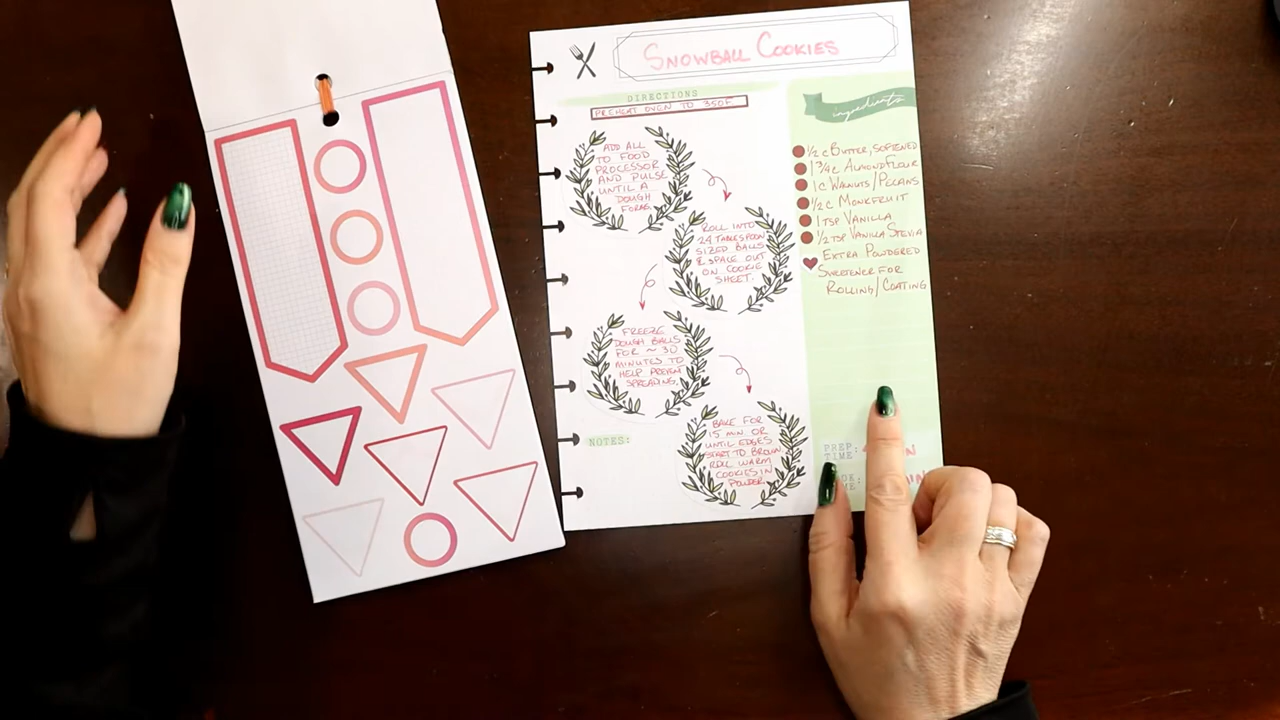 SNOWBALL COOKIES
DIRECTIONS
PREHEAT OVEN TO 350F
ADD ALL
TO FOOD
PROCESSOR
AND PULSE
UNTIL A
DOUGH
FORMS.
ROLL INTO
24 TABLESPOON
SIZED BALLS
& SPACE OUT
ON COOKIE
SHEET.
FREEZE
DOUGH BALLS
FOR ~ 30
MINUTES TO
HELP PREVENT
SPREADING.
BAKE FOR
15 MIN OR
UNTIL EDGES
START TO BROWN.
ROLL WARM
COOKIES IN
POWDER.
NOTES:
ingredients
1/2 C BUTTER, SOFTENED
1 3/4 C ALMOND FLOUR
1 C WALNUTS/PECANS
1/2 C MONKFRUIT
1 TSP VANILLA
1/2 TSP VANILLA STEVIA
EXTRA POWDERED
SWEETENER FOR
ROLLING/COATING
PREP
TIME: